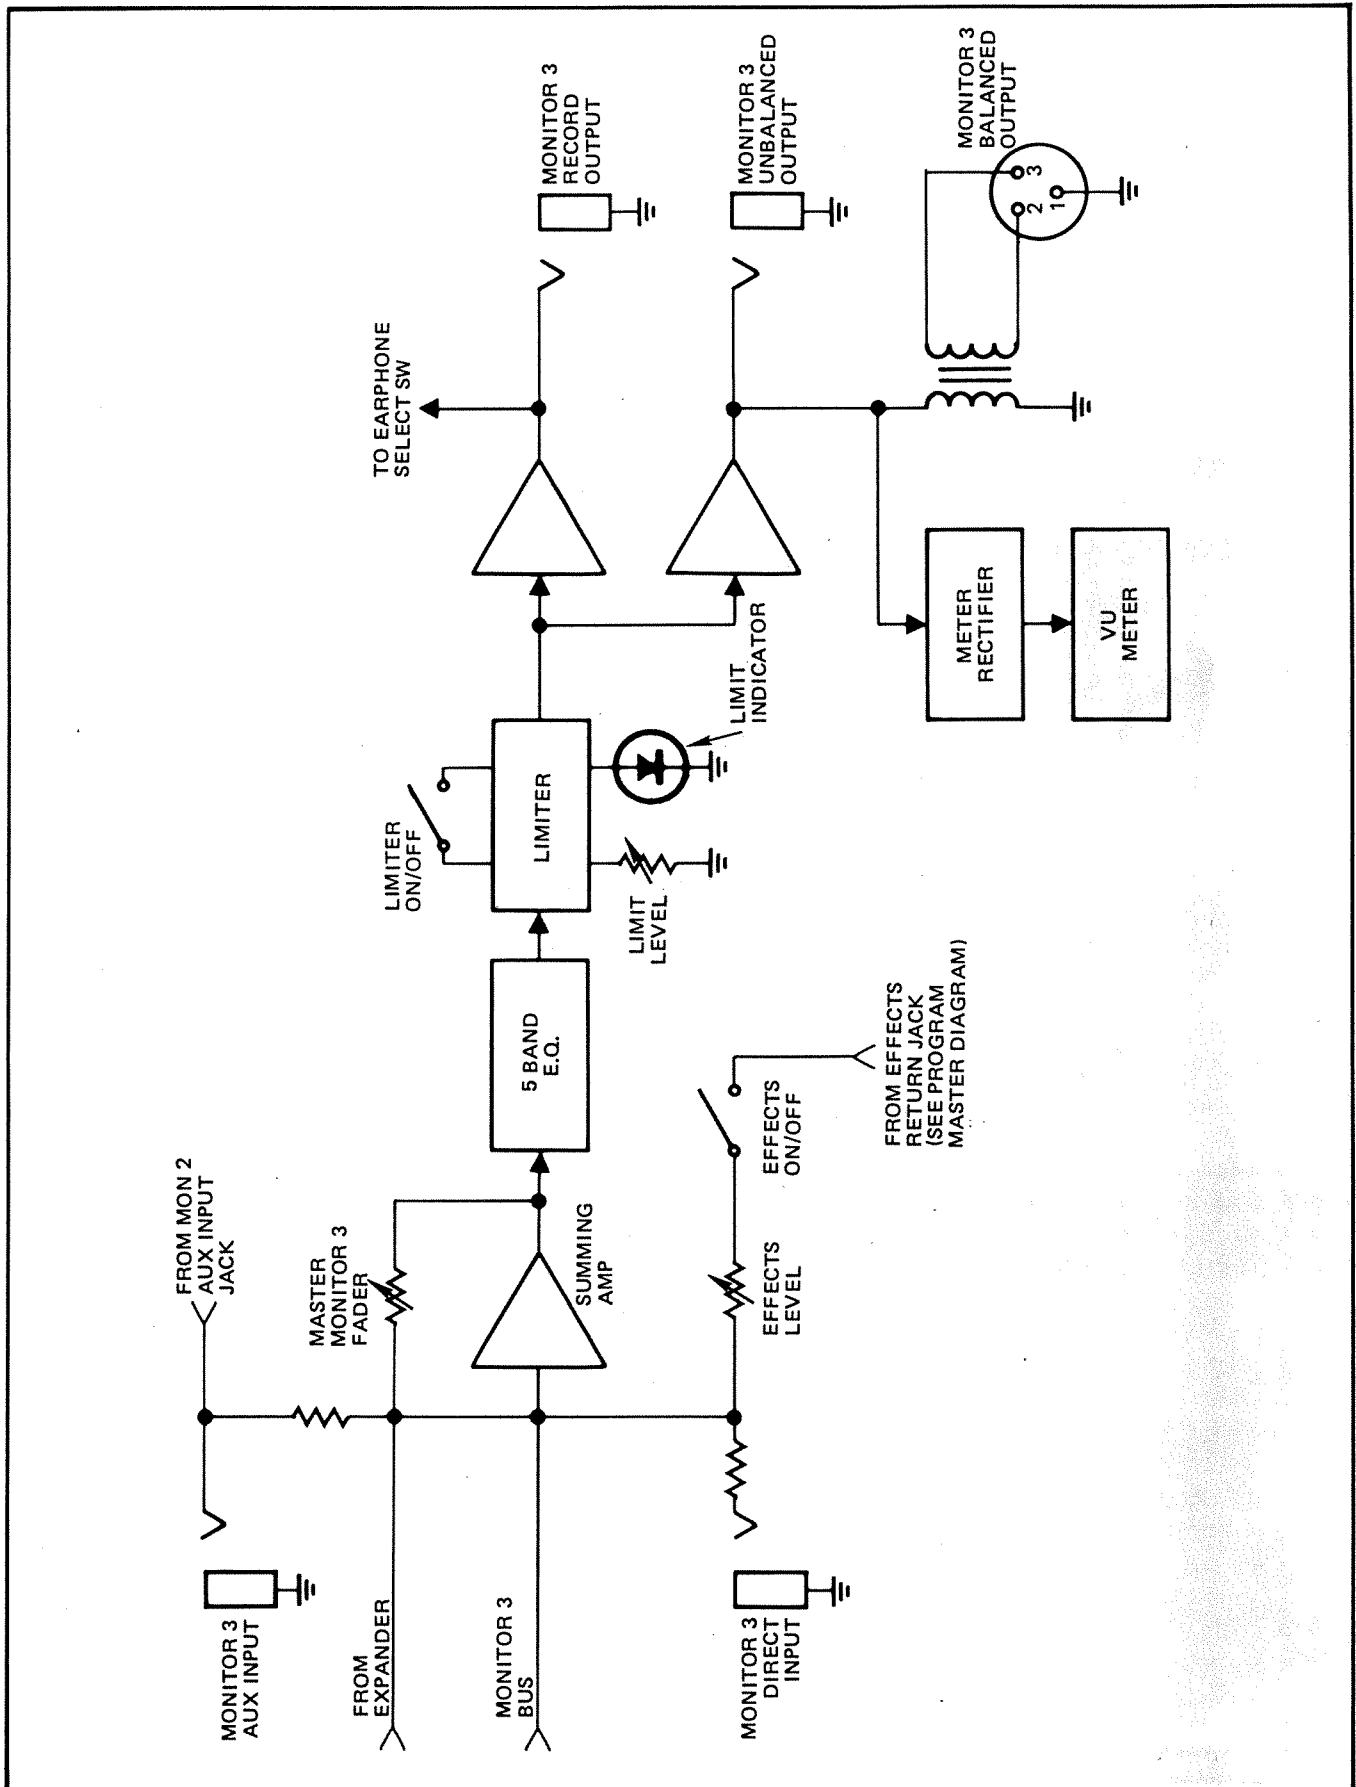 MONITOR 3
AUX INPUT
FROM MON 2
AUX INPUT
JACK
FROM
EXPANDER
MONITOR 3
BUS
MONITOR 3
DIRECT
INPUT
MASTER
MONITOR 3
FADER
SUMMING
AMP
EFFECTS
LEVEL
EFFECTS
ON/OFF
FROM EFFECTS
RETURN JACK
(SEE PROGRAM
MASTER DIAGRAM)
5 BAND
E.Q.
LIMITER
ON/OFF
LIMITER
LIMIT
LEVEL
LIMIT
INDICATOR
TO EARPHONE
SELECT SW
MONITOR 3
RECORD
OUTPUT
MONITOR 3
UNBALANCED
OUTPUT
METER
RECTIFIER
VU
METER
MONITOR 3
BALANCED
OUTPUT
2
3
1